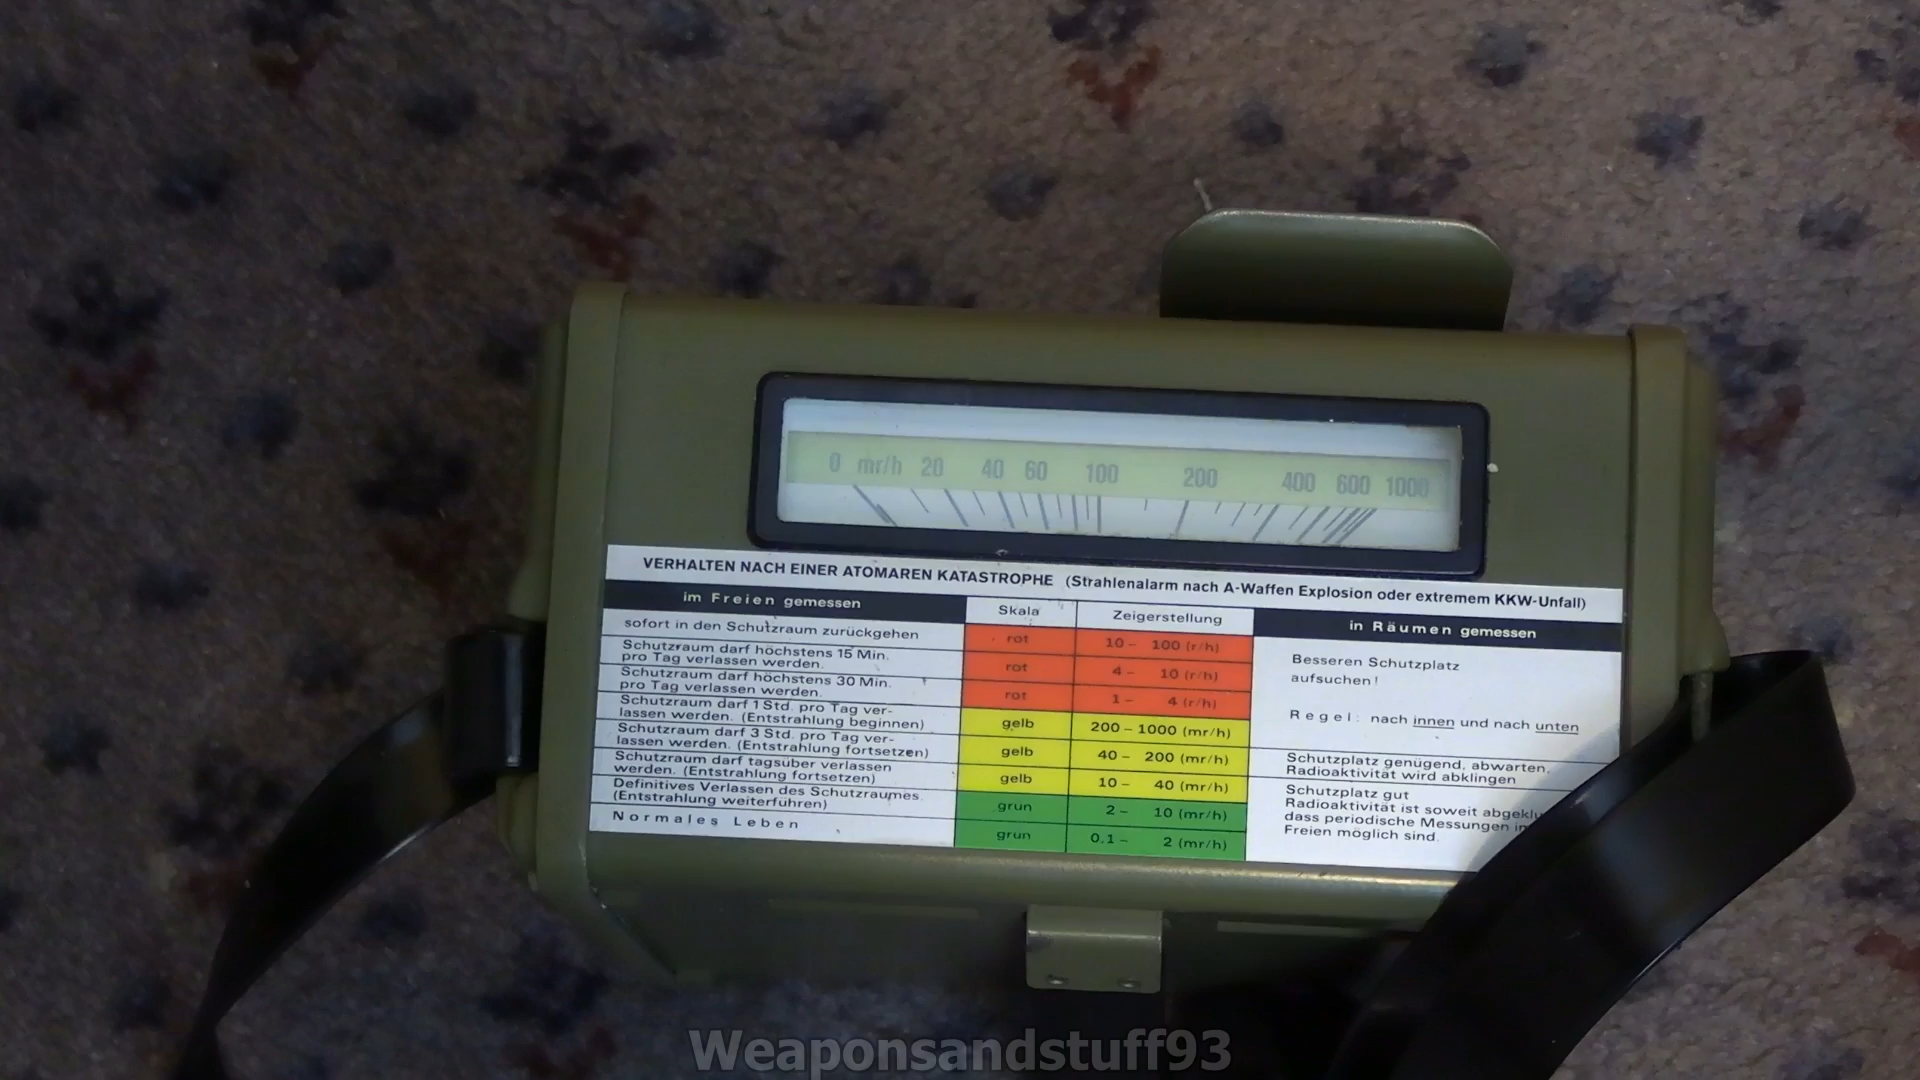 0 mr/h 20 40 60 100 200 400 600 1000
VERHALTEN NACH EINER ATOMAREN KATASTROPHE (Strahlenalarm nach A-Waffen Explosion oder extremem KKW-Unfall)
im Freien gemessen
Skala
Zeigerstellung
in Räumen gemessen
sofort in den Schutzraum zurückgehen
rot
10 – 100 (r/h)
Schutzraum darf höchstens 15 Min.
pro Tag verlassen werden.
rot
4 – 10 (r/h)
Schutzraum darf höchstens 30 Min.
pro Tag verlassen werden.
rot
1 – 4 (r/h)
Besseren Schutzplatz
aufsuchen!
Regel: nach innen und nach unten
Schutzraum darf 1 Std. pro Tag ver-
lassen werden. (Entstrahlung beginnen)
gelb
200 – 1000 (mr/h)
Schutzraum darf 3 Std. pro Tag ver-
lassen werden. (Entstrahlung fortsetzen)
gelb
40 – 200 (mr/h)
Schutzplatz genügend, abwarten,
Radioaktivität wird abklingen
Schutzraum darf tagsüber verlassen
werden. (Entstrahlung fortsetzen)
gelb
10 – 40 (mr/h)
Definitives Verlassen des Schutzraumes.
(Entstrahlung weiterführen)
grün
2 – 10 (mr/h)
Normales Leben
grün
0,1 – 2 (mr/h)
Schutzplatz gut
Radioaktivität ist soweit
dass periodische Messungen
Freien möglich sind.
Weaponsandstuff93